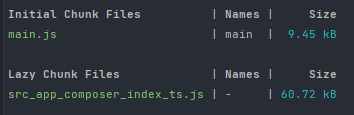 Initial Chunk Files | Names | Size
main.js | main | 9.45 kB
Lazy Chunk Files | Names | Size
src_app_composer_index_ts.js | - | 60.72 kB